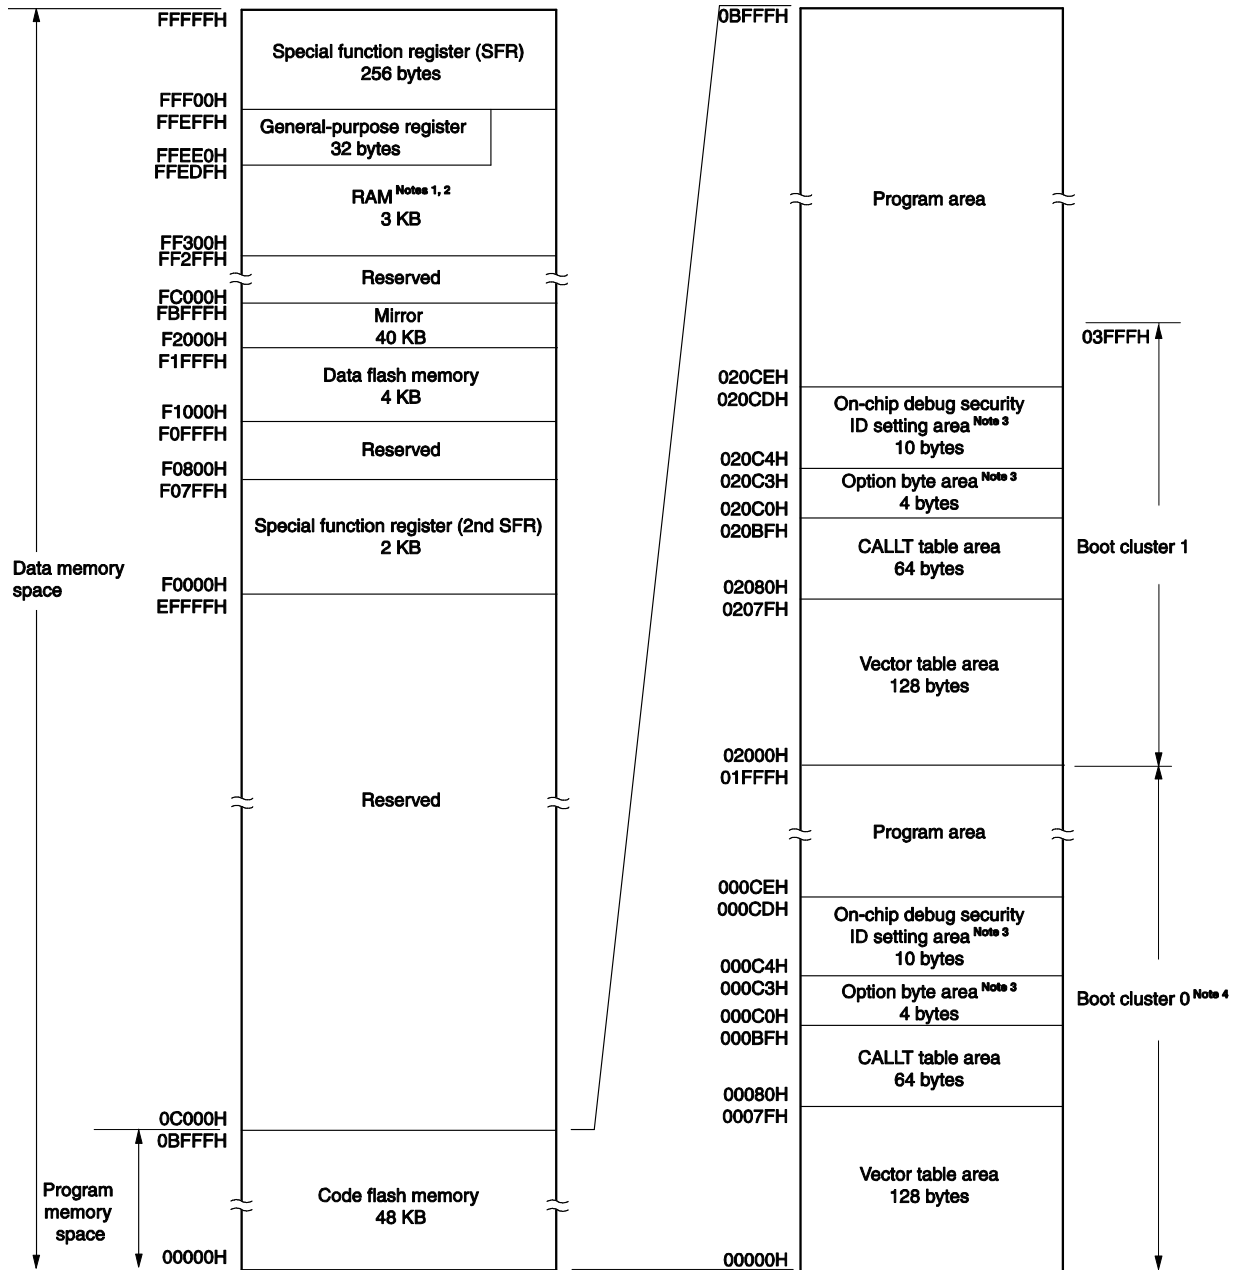 FFFFFH
Special function register (SFR)
256 bytes
FFF00H
FFEFFH
General-purpose register
32 bytes
FFEE0H
FFEDFH
RAM Notes 1, 2
3 KB
FF300H
FF2FFH
Reserved
FC000H
FBFFFH
Mirror
40 KB
F2000H
F1FFFH
Data flash memory
4 KB
F1000H
F0FFFH
Reserved
F0800H
F07FFH
Special function register (2nd SFR)
2 KB
Data memory
space
F0000H
EFFFFH
Reserved
0C000H
0BFFFH
Program
memory
space
Code flash memory
48 KB
00000H
0BFFFH
Program area
03FFFH
020CEH
020CDH
On-chip debug security
ID setting area Note 3
10 bytes
020C4H
020C3H
Option byte area Note 3
4 bytes
020C0H
020BFH
CALLT table area
64 bytes
Boot cluster 1
02080H
0207FH
Vector table area
128 bytes
02000H
01FFFH
Program area
000CEH
000CDH
On-chip debug security
ID setting area Note 3
10 bytes
000C4H
000C3H
Option byte area Note 3
4 bytes
Boot cluster 0 Note 4
000C0H
000BFH
CALLT table area
64 bytes
00080H
0007FH
Vector table area
128 bytes
00000H